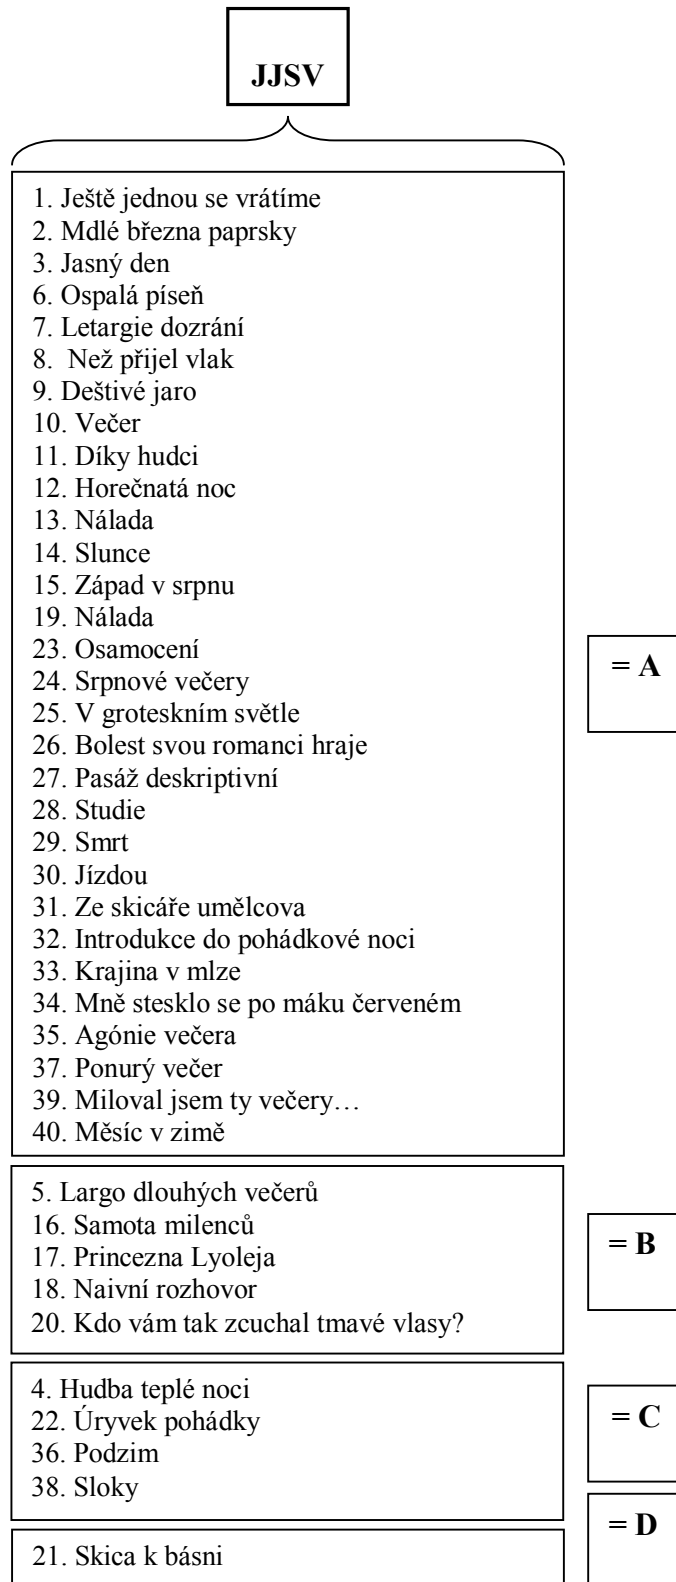 JJSV
1. Ještě jednou se vrátíme
2. Mdlé března paprsky
3. Jasný den
6. Ospalá píseň
7. Letargie dozrání
8. Než přijel vlak
9. Deštivé jaro
10. Večer
11. Díky hudci
12. Horečnatá noc
13. Nálada
14. Slunce
15. Západ v srpnu
19. Nálada
23. Osamocení
24. Srpnové večery
25. V groteskním světle
26. Bolest svou romanci hraje
27. Pasáž deskriptivní
28. Studie
29. Smrt
30. Jízdou
31. Ze skicáře umělcova
32. Introdukce do pohádkové noci
33. Krajina v mlze
34. Mně stesklo se po máku červeném
35. Agónie večera
37. Ponurý večer
39. Miloval jsem ty večery…
40. Měsíc v zimě
= A
5. Largo dlouhých večerů
16. Samota milenců
17. Princezna Lyoleja
18. Naivní rozhovor
20. Kdo vám tak zcuchal tmavé vlasy?
= B
4. Hudba teplé noci
22. Úryvek pohádky
36. Podzim
38. Sloky
= C
21. Skica k básni
= D